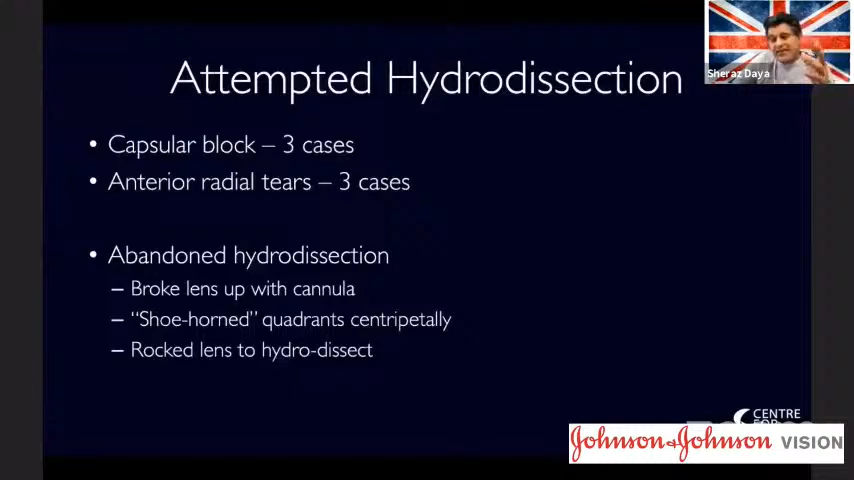 Attempted Hydrodissection
Sheraz Daya
• Capsular block – 3 cases
• Anterior radial tears – 3 cases
• Abandoned hydrodissection
– Broke lens up with cannula
– “Shoe-horned” quadrants centripetally
– Rocked lens to hydro-dissect
CENTRE
FOR
Johnson & Johnson VISION